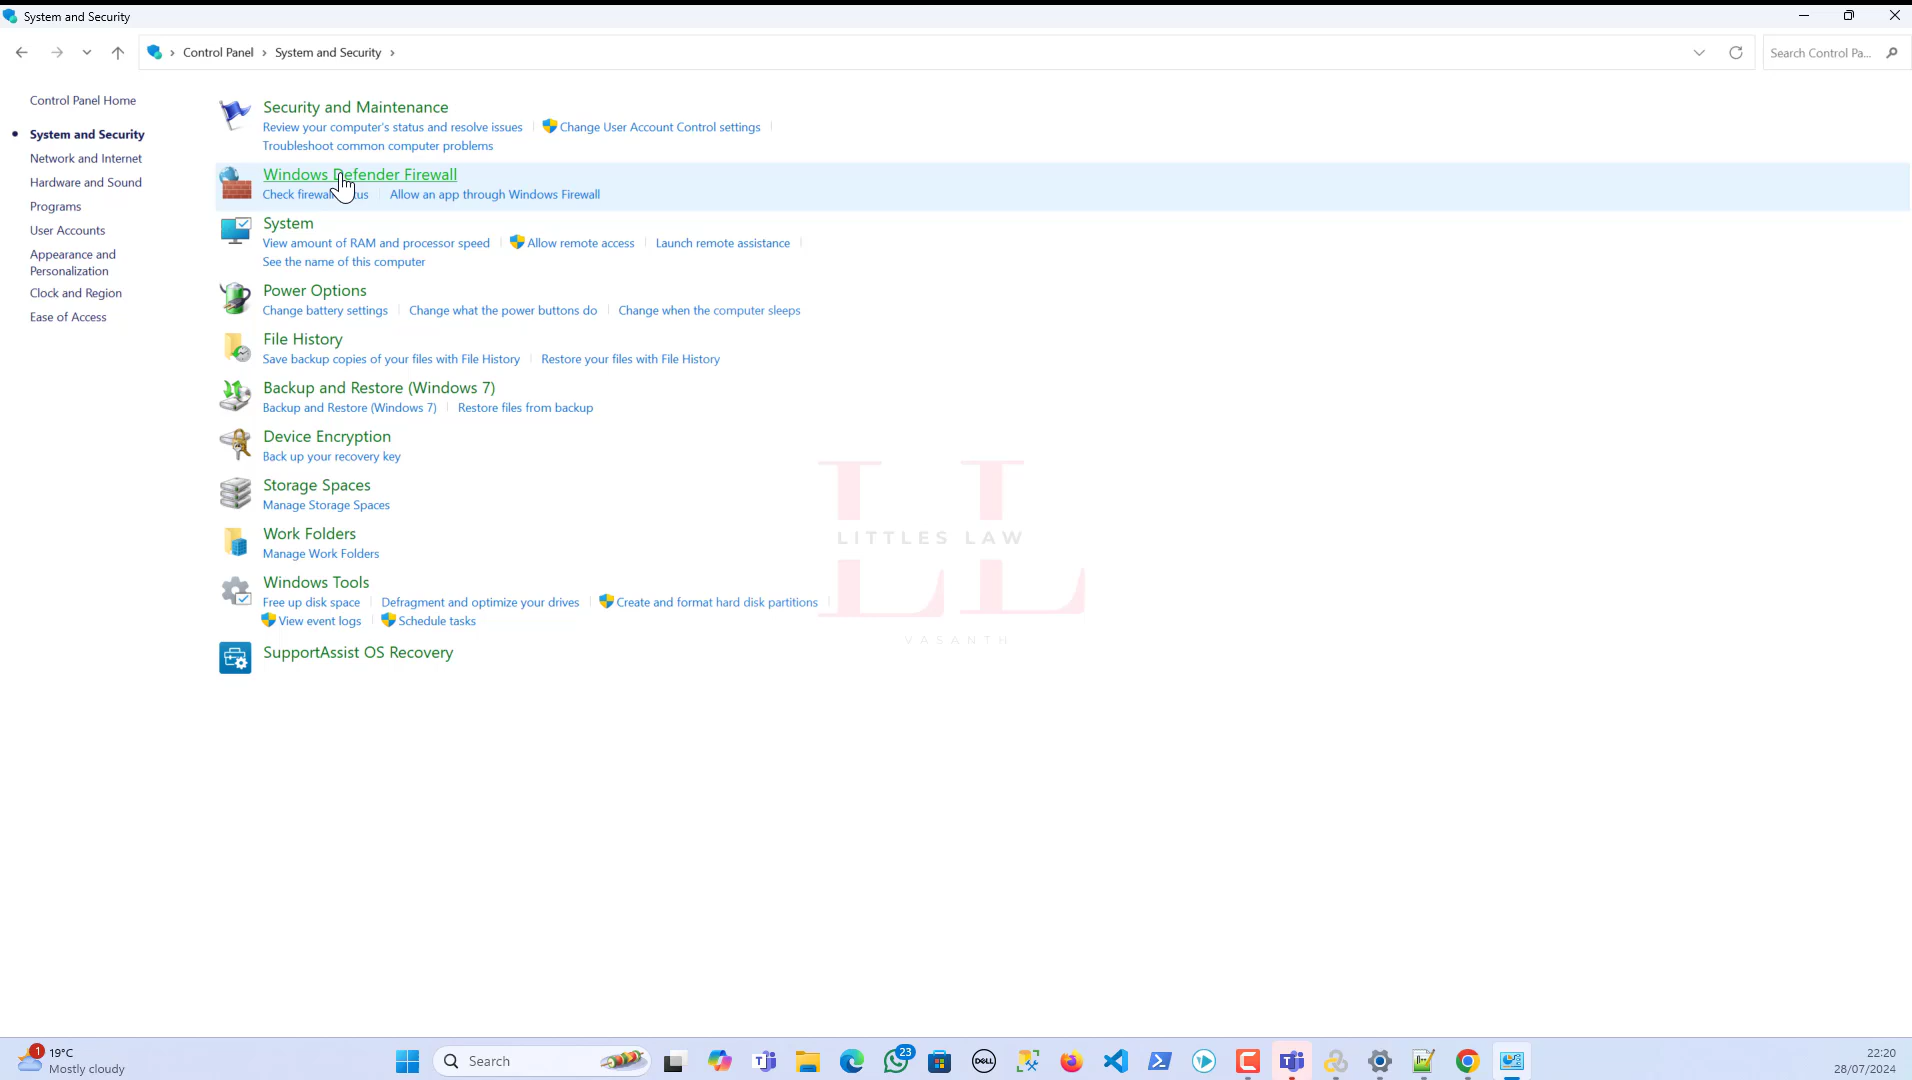 System and Security
Control Panel
System and Security
Search Control Pa...
Control Panel Home
System and Security
Network and Internet
Hardware and Sound
Programs
User Accounts
Appearance and
Personalization
Clock and Region
Ease of Access
Security and Maintenance
Review your computer's status and resolve issues
Change User Account Control settings
Troubleshoot common computer problems
Windows Defender Firewall
Check firewall status
Allow an app through Windows Firewall
System
View amount of RAM and processor speed
Allow remote access
Launch remote assistance
See the name of this computer
Power Options
Change battery settings
Change what the power buttons do
Change when the computer sleeps
File History
Save backup copies of your files with File History
Restore your files with File History
Backup and Restore (Windows 7)
Backup and Restore (Windows 7)
Restore files from backup
Device Encryption
Back up your recovery key
Storage Spaces
Manage Storage Spaces
Work Folders
Manage Work Folders
Windows Tools
Free up disk space
Defragment and optimize your drives
Create and format hard disk partitions
View event logs
Schedule tasks
SupportAssist OS Recovery
LL
LITTLES LAW
VASANTH
1
19°C
Mostly cloudy
Search
23
DELL
22:20
28/07/2024